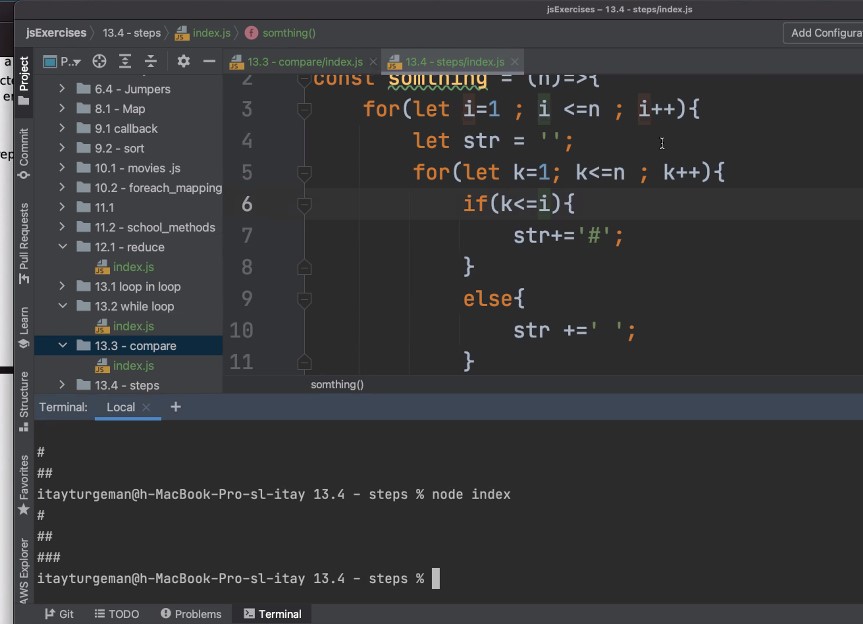 jsExercises – 13.4 - steps/index.js
jsExercises 13.4 - steps index.js somthing()
Add Configura
P..
13.3 - compare/index.js 13.4 - steps/index.js
Project
Commit
Pull Requests
Learn
Structure
Favorites
AWS Explorer
6.4 - Jumpers
8.1 - Map
9.1 callback
9.2 - sort
10.1 - movies .js
10.2 - foreach_mapping
11.1
11.2 - school_methods
12.1 - reduce
index.js
13.1 loop in loop
13.2 while loop
index.js
13.3 - compare
index.js
13.4 - steps
2 const somthing = (n)=>{
3 for(let i=1 ; i <=n ; i++){
4 let str = '';
5 for(let k=1; k<=n ; k++){
6 if(k<=i){
7 str+='#';
8 }
9 else{
10 str +=' ';
11 }
somthing()
Terminal: Local
#
##
itayturgeman@h-MacBook-Pro-sl-itay 13.4 - steps % node index
#
##
###
itayturgeman@h-MacBook-Pro-sl-itay 13.4 - steps %
Git TODO Problems Terminal